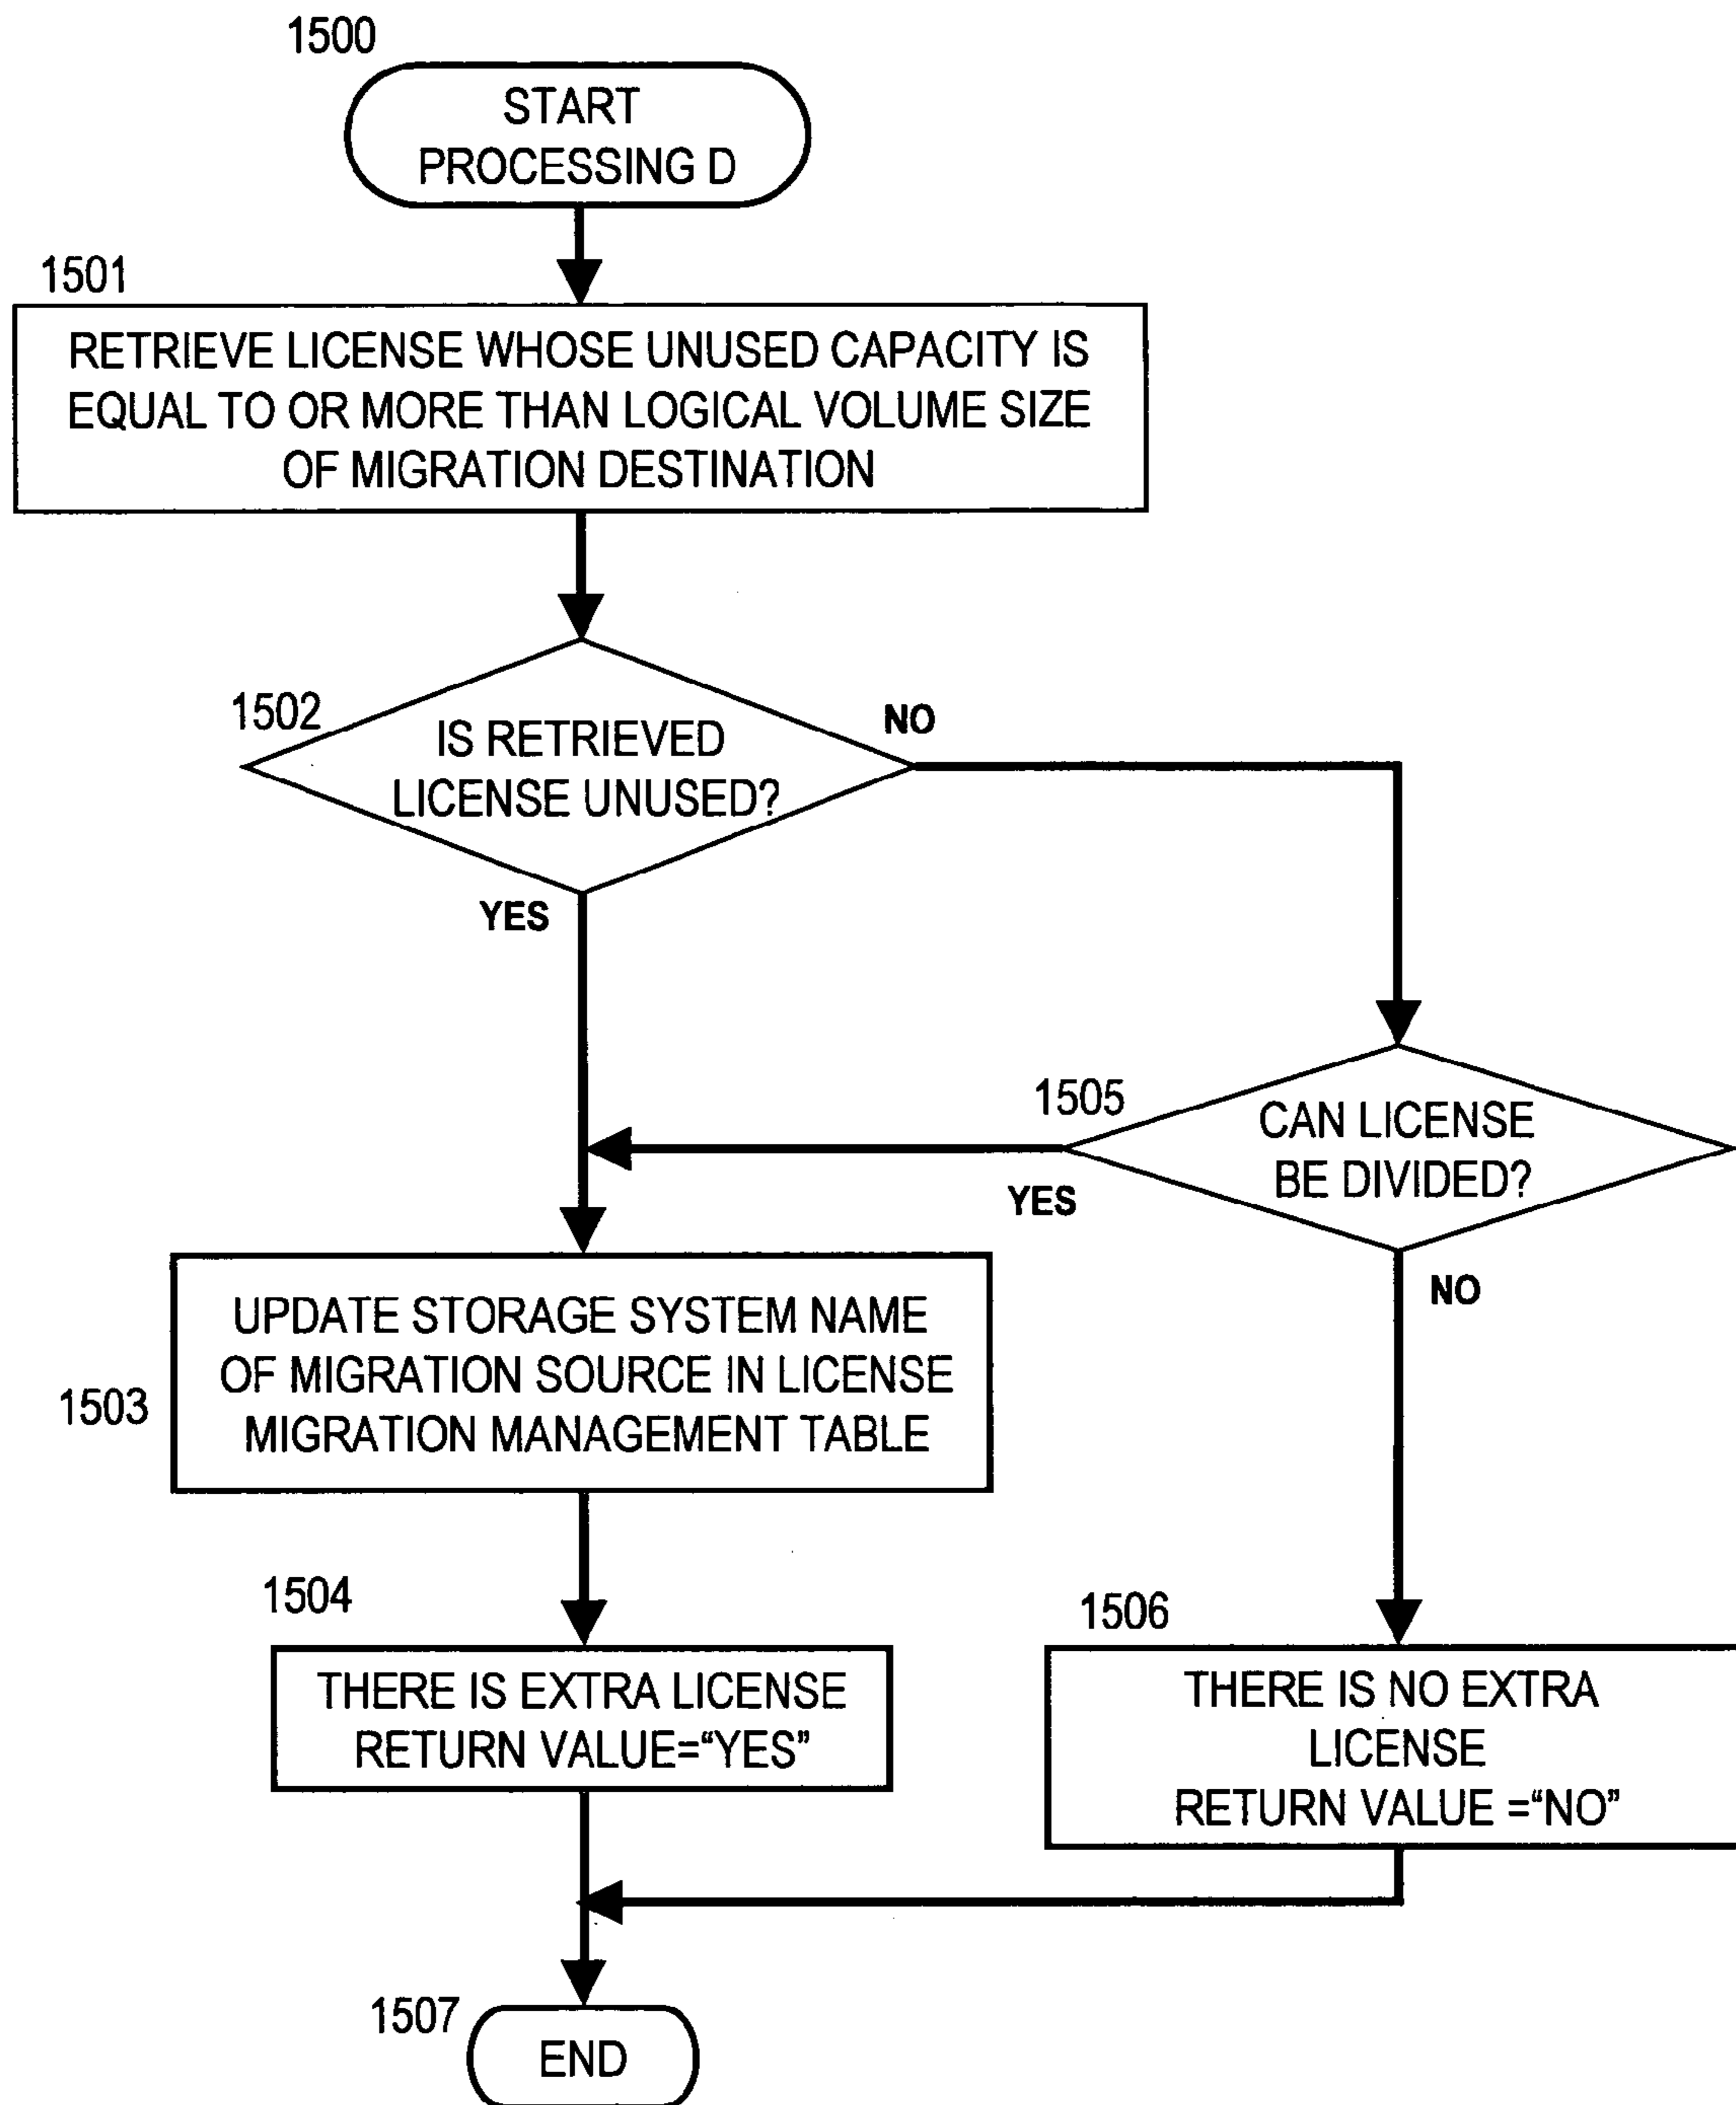 1500
START
PROCESSING D
1501
RETRIEVE LICENSE WHOSE UNUSED CAPACITY IS
EQUAL TO OR MORE THAN LOGICAL VOLUME SIZE
OF MIGRATION DESTINATION
1502
IS RETRIEVED
LICENSE UNUSED?
NO
YES
1505
CAN LICENSE
BE DIVIDED?
YES
NO
1503
UPDATE STORAGE SYSTEM NAME
OF MIGRATION SOURCE IN LICENSE
MIGRATION MANAGEMENT TABLE
1504
THERE IS EXTRA LICENSE
RETURN VALUE=“YES”
1506
THERE IS NO EXTRA
LICENSE
RETURN VALUE =“NO”
1507
END